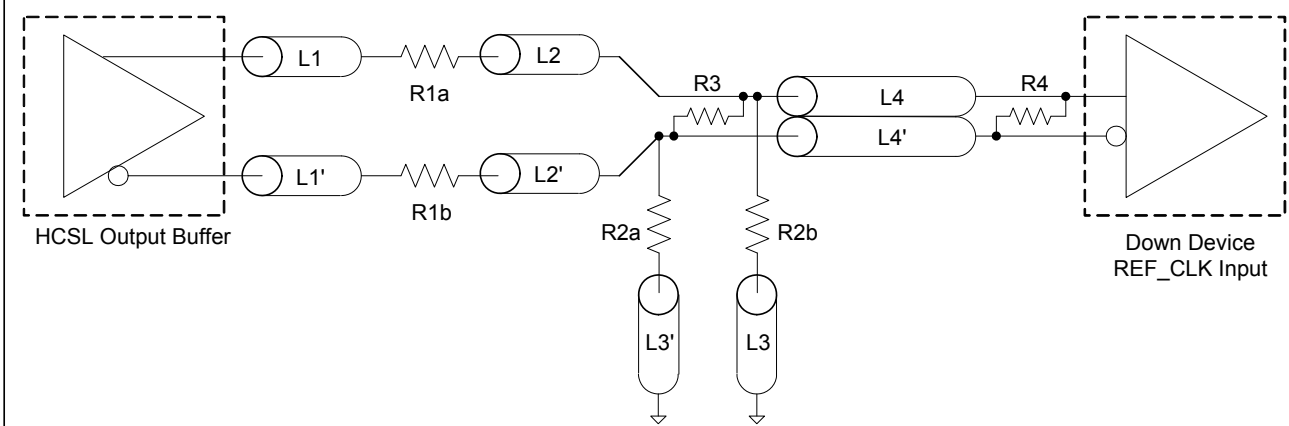 L1
R1a
L2
R3
L4
R4
L4'
L1'
R1b
L2'
HCSL Output Buffer
R2a
R2b
Down Device
REF_CLK Input
L3'
L3